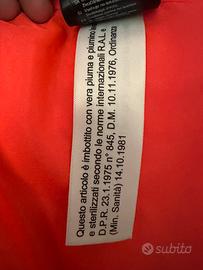 Questo articolo è imbottito con vera piuma e piumino
e sterilizzati secondo le norme internazionali R.A.L e
D.P.R. 23.1.1975 n° 845, D.M. 10.11.1976, Ordinanz
(Min. Sanità) 14.10.1981
subito